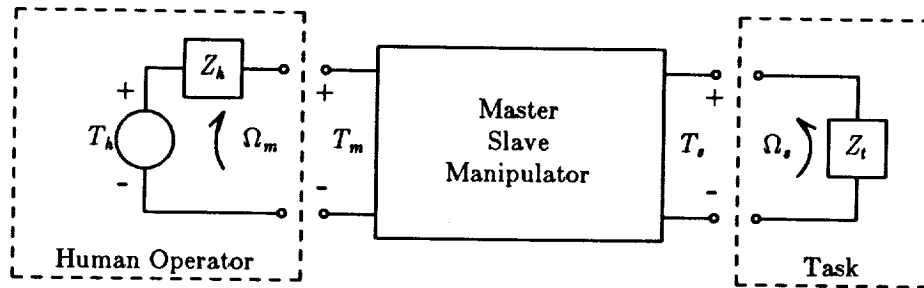 Z_h
+
T_h
-
Ω_m
+
T_m
-
Master
Slave
Manipulator
+
T_s
-
Ω_s
Z_t
Human Operator
Task